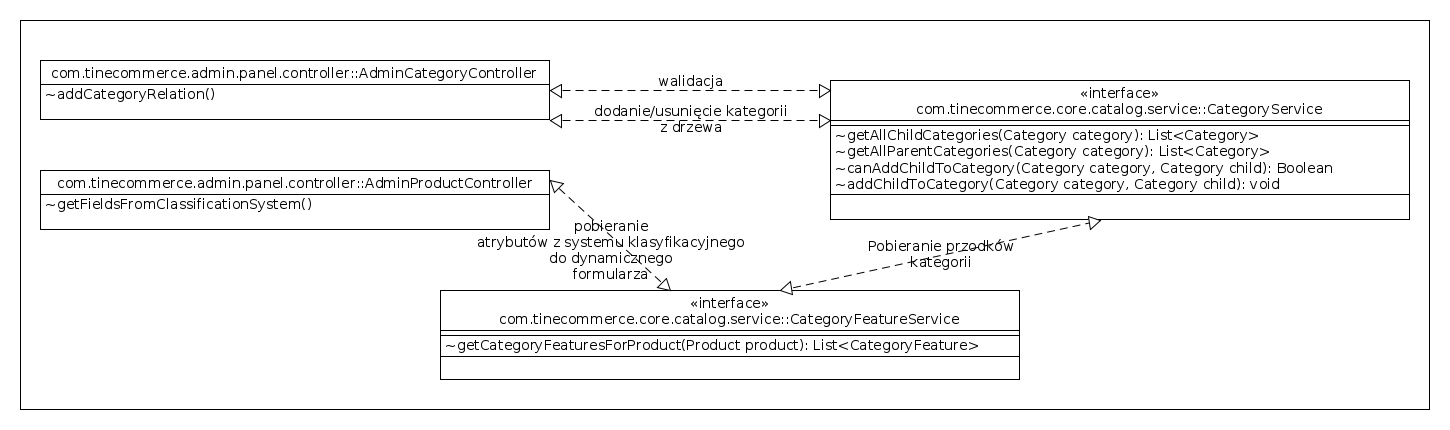 com.tinecommerce.admin.panel.controller::AdminCategoryController
~addCategoryRelation()
walidacja
dodanie/usunięcie kategorii
z drzewa
«interface»
com.tinecommerce.core.catalog.service::CategoryService
~getAllChildCategories(Category category): List<Category>
~getAllParentCategories(Category category): List<Category>
~canAddChildToCategory(Category category, Category child): Boolean
~addChildToCategory(Category category, Category child): void
com.tinecommerce.admin.panel.controller::AdminProductController
~getFieldsFromClassificationSystem()
pobieranie
atrybutów z systemu klasyfikacyjnego
do dynamicznego
formularza
Pobieranie przodków
kategorii
«interface»
com.tinecommerce.core.catalog.service::CategoryFeatureService
~getCategoryFeaturesForProduct(Product product): List<CategoryFeature>